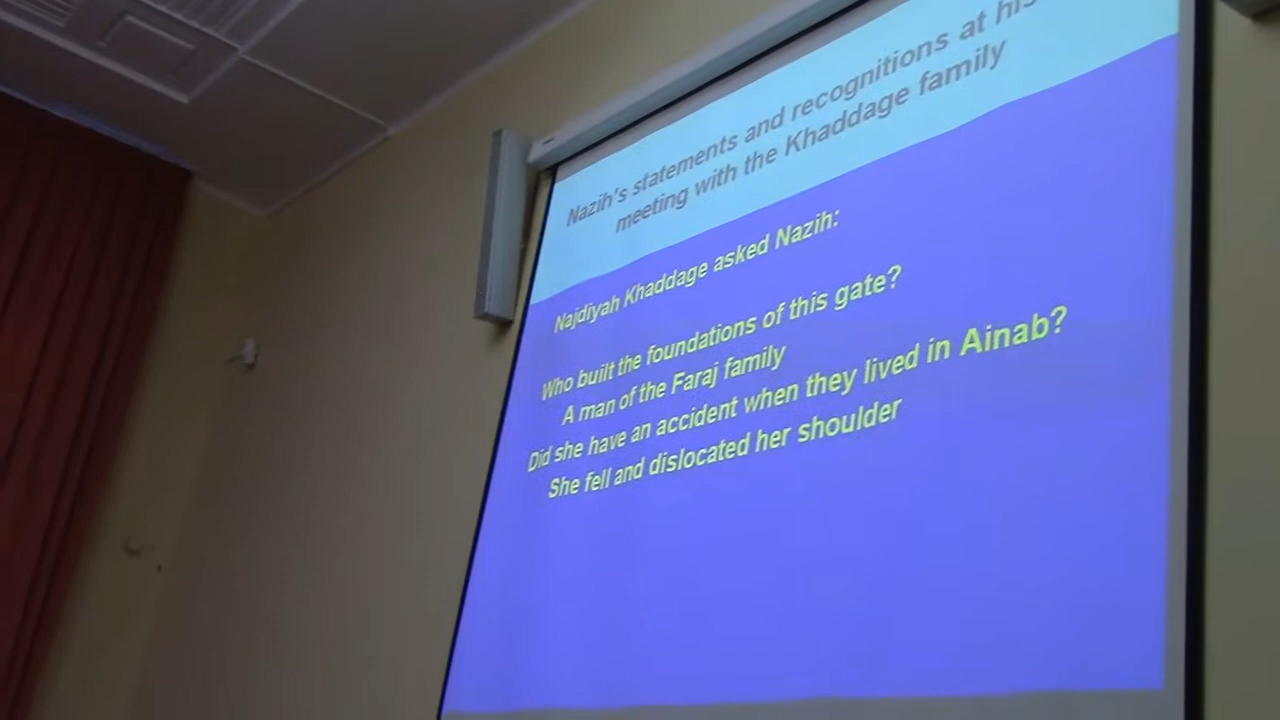 Nazih's statements and recognitions at his
meeting with the Khaddage family
Najdiyah Khaddage asked Nazih:
Who built the foundations of this gate?
A man of the Faraj family
Did she have an accident when they lived in Ainab?
She fell and dislocated her shoulder